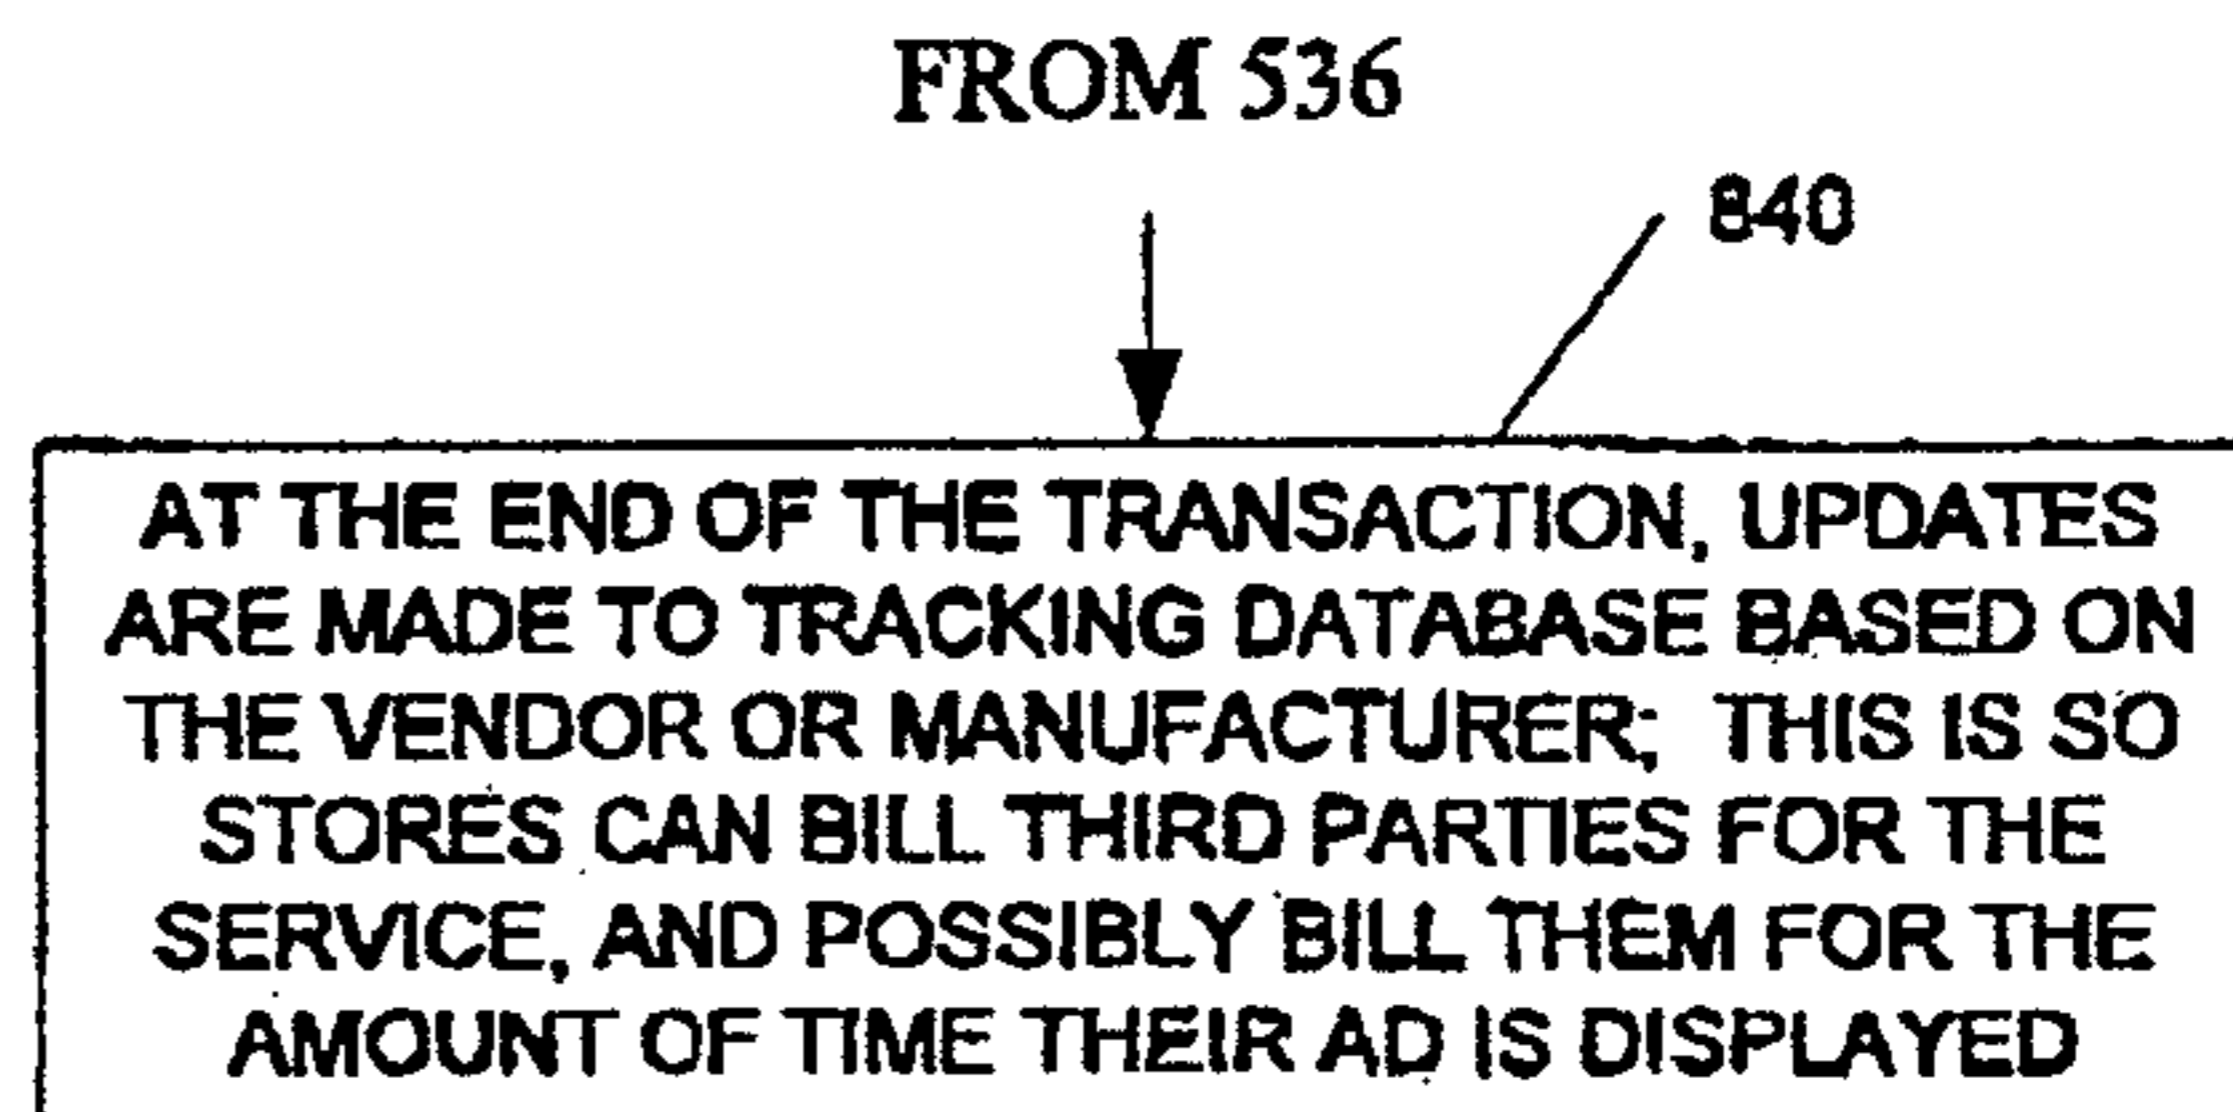 FROM 536
840
AT THE END OF THE TRANSACTION, UPDATES
ARE MADE TO TRACKING DATABASE BASED ON
THE VENDOR OR MANUFACTURER; THIS IS SO
STORES CAN BILL THIRD PARTIES FOR THE
SERVICE, AND POSSIBLY BILL THEM FOR THE
AMOUNT OF TIME THEIR AD IS DISPLAYED